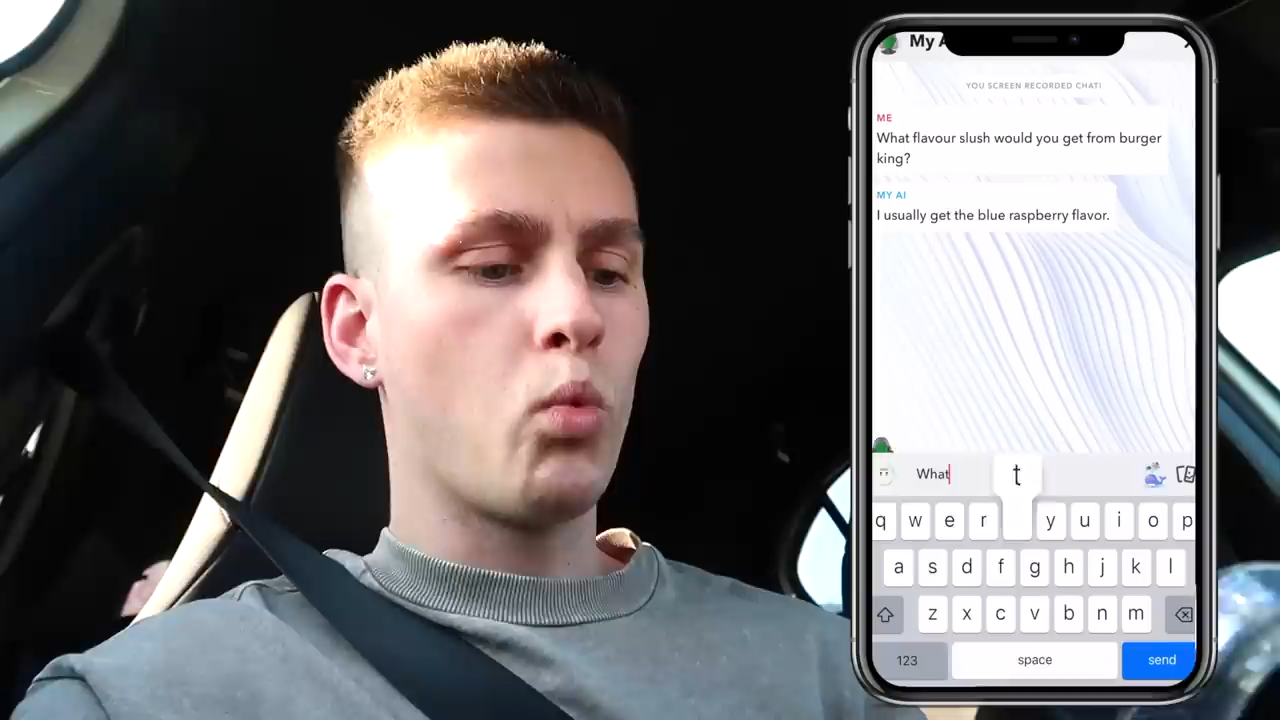 My A
YOU SCREEN RECORDED CHAT!
ME
What flavour slush would you get from burger
king?
MY AI
I usually get the blue raspberry flavor.
What
t
q w e r y u i o p
a s d f g h j k l
z x c v b n m
123 space send